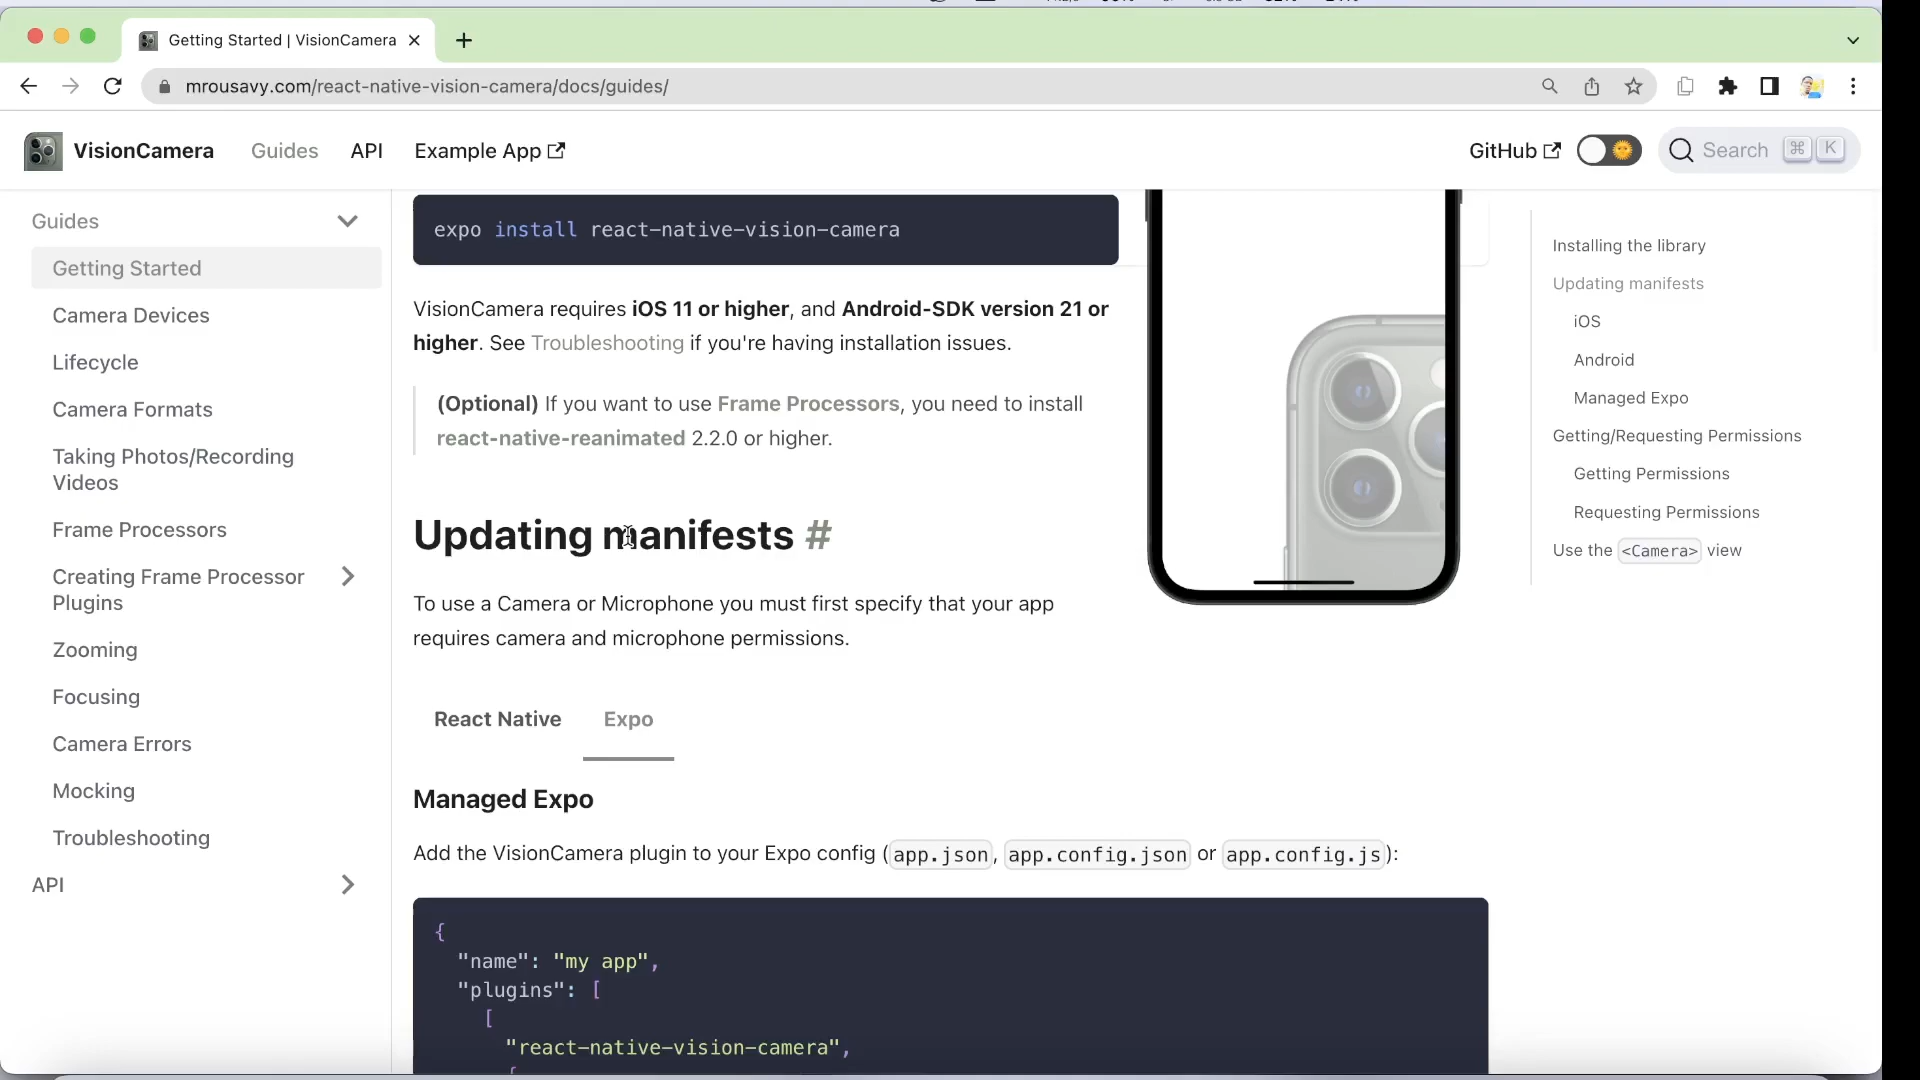 Getting Started | VisionCamera
mrousavy.com/react-native-vision-camera/docs/guides/
VisionCamera
Guides
API
Example App
GitHub
Search
⌘
K
Guides
Getting Started
Camera Devices
Lifecycle
Camera Formats
Taking Photos/Recording
Videos
Frame Processors
Creating Frame Processor
Plugins
Zooming
Focusing
Camera Errors
Mocking
Troubleshooting
API
expo install react-native-vision-camera
VisionCamera requires iOS 11 or higher, and Android-SDK version 21 or
higher. See Troubleshooting if you're having installation issues.
(Optional) If you want to use Frame Processors, you need to install
react-native-reanimated 2.2.0 or higher.
Updating manifests #
To use a Camera or Microphone you must first specify that your app
requires camera and microphone permissions.
React Native
Expo
Managed Expo
Add the VisionCamera plugin to your Expo config (app.json, app.config.json or app.config.js):
{
"name": "my app",
"plugins": [
[
"react-native-vision-camera",
Installing the library
Updating manifests
iOS
Android
Managed Expo
Getting/Requesting Permissions
Getting Permissions
Requesting Permissions
Use the <Camera> view